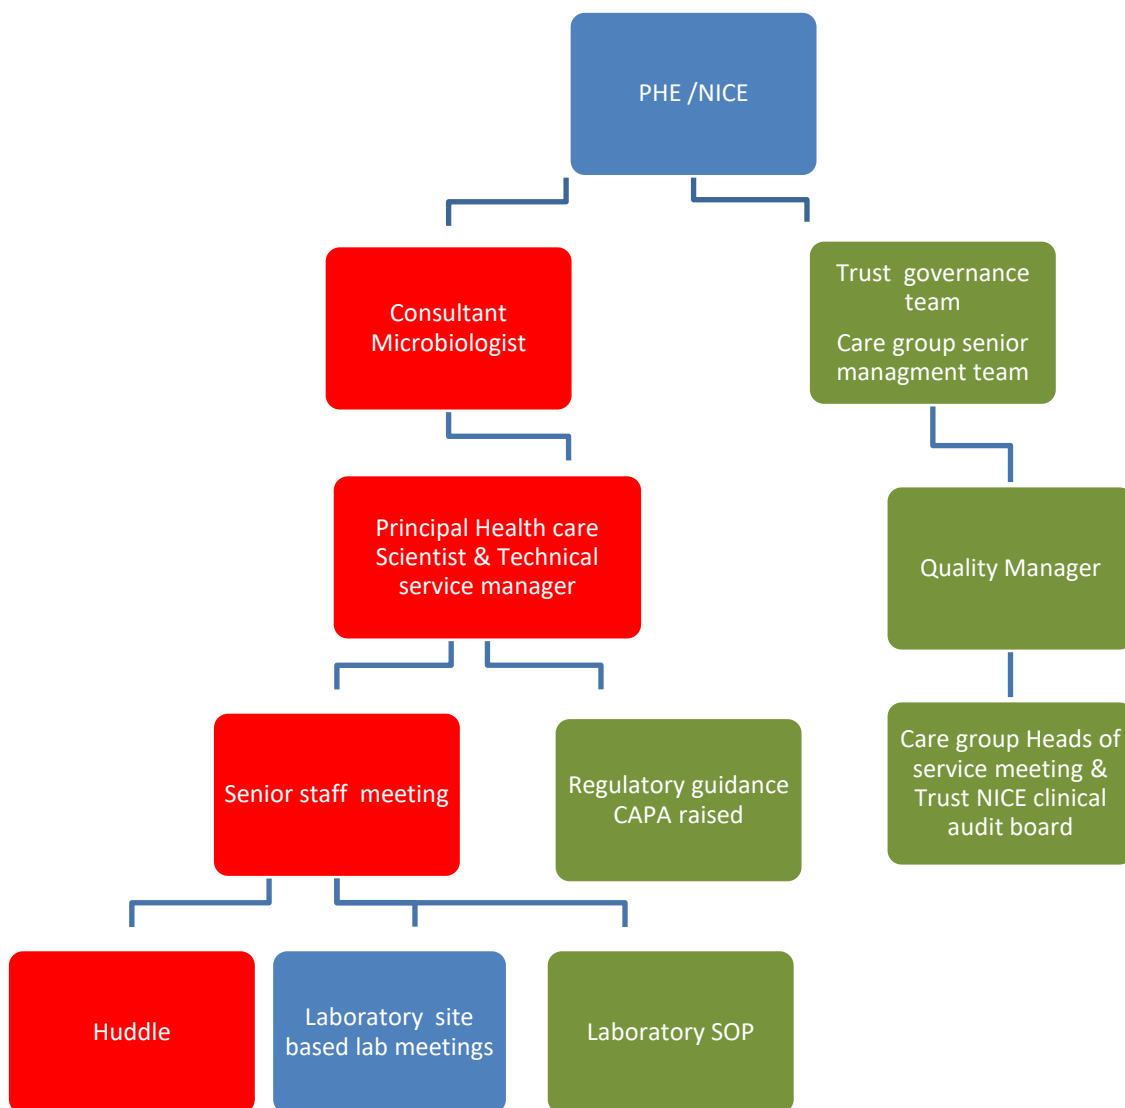 PHE /NICE
Consultant
Microbiologist
Trust governance
team
Care group senior
managment team
Principal Health care
Scientist & Technical
service manager
Quality Manager
Senior staff meeting
Regulatory guidance
CAPA raised
Care group Heads of
service meeting &
Trust NICE clinical
audit board
Huddle
Laboratory site
based lab meetings
Laboratory SOP